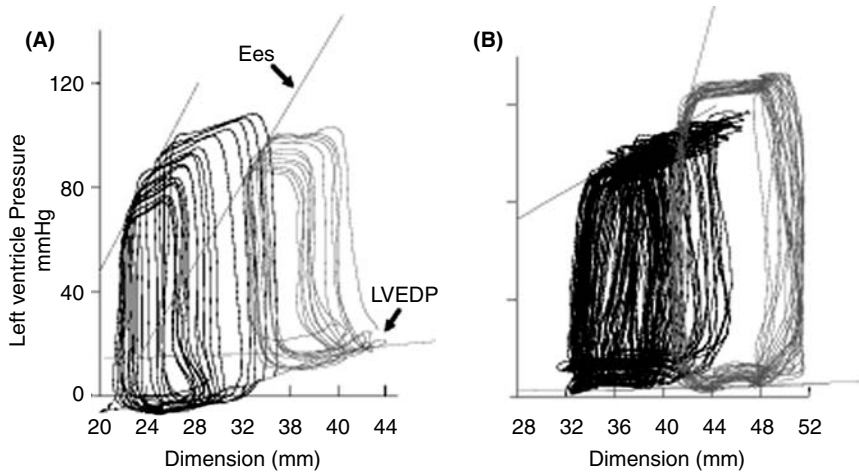 (A)
(B)
Ees
LVEDP
Left ventricle Pressure
mmHg
120
80
40
0
20 24 28 32 38 40 44
28 32 36 40 44 48 52
Dimension (mm)
Dimension (mm)